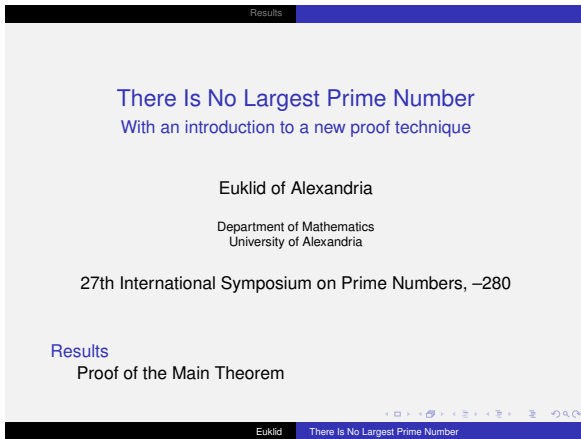 Results
There Is No Largest Prime Number
With an introduction to a new proof technique
Euklid of Alexandria
Department of Mathematics
University of Alexandria
27th International Symposium on Prime Numbers, –280
Results
Proof of the Main Theorem
Euklid There Is No Largest Prime Number